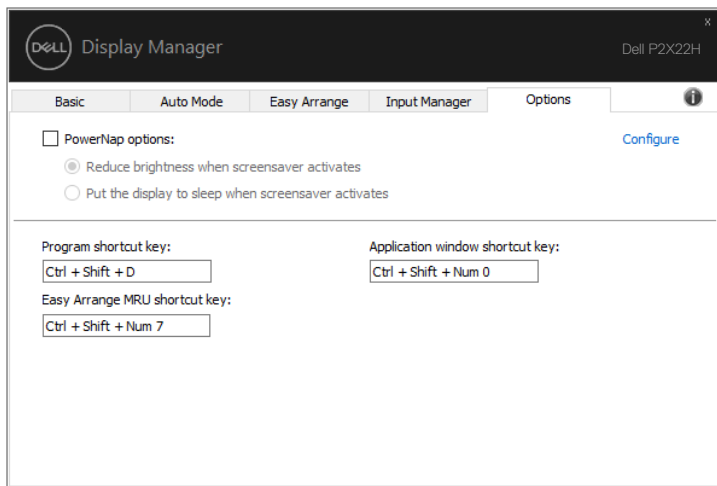 x
DELL Display Manager Dell P2X22H
Basic Auto Mode Easy Arrange Input Manager Options i
PowerNap options: Configure
Reduce brightness when screensaver activates
Put the display to sleep when screensaver activates
Program shortcut key: Application window shortcut key:
Ctrl + Shift + D Ctrl + Shift + Num 0
Easy Arrange MRU shortcut key:
Ctrl + Shift + Num 7